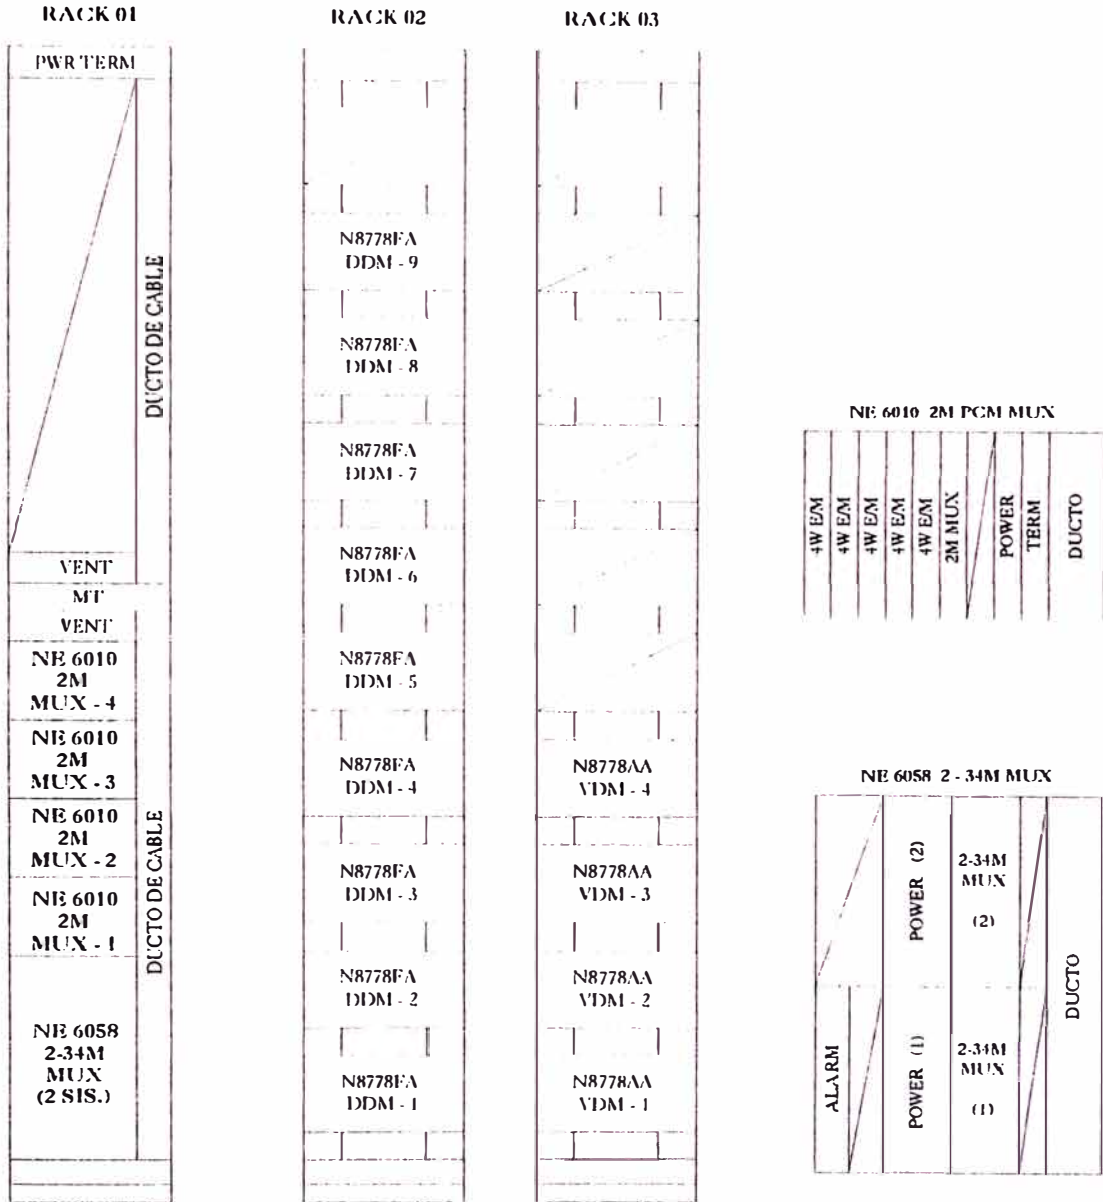 RACK 01
PWR TERM
DUCTO DE CABLE
VENT
MT
VENT
NE 6010
2M
MUX - 4
NE 6010
2M
MUX - 3
NE 6010
2M
MUX - 2
NE 6010
2M
MUX - 1
DUCTO DE CABLE
NE 6058
2-34M
MUX
(2 SIS.)
RACK 02
N8778FA
DDM - 9
N8778FA
DDM - 8
N8778FA
DDM - 7
N8778FA
DDM - 6
N8778FA
DDM - 5
N8778FA
DDM - 4
N8778FA
DDM - 3
N8778FA
DDM - 2
N8778FA
DDM - 1
RACK 03
N8778AA
VDM - 4
N8778AA
VDM - 3
N8778AA
VDM - 2
N8778AA
VDM - 1
NE 6010 2M PCM MUX
4W E/M
4W E/M
4W E/M
4W E/M
4W E/M
2M MUX
POWER
TERM
DUCTO
NE 6058 2 - 34M MUX
POWER (2)
2-34M
MUX
(2)
DUCTO
ALARM
POWER (1)
2-34M
MUX
(1)